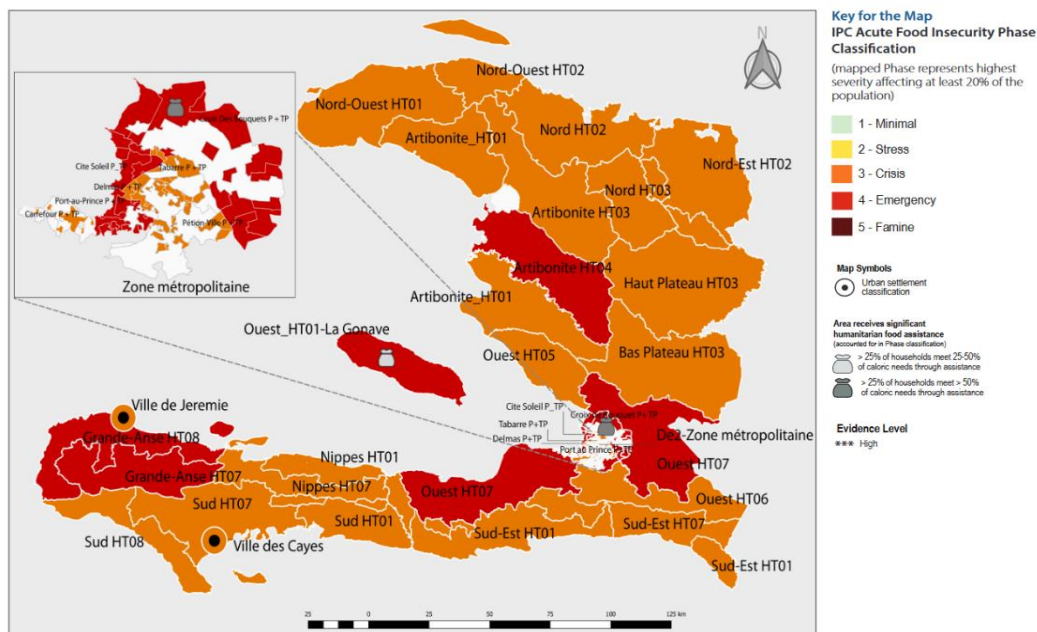 Key for the Map
IPC Acute Food Insecurity Phase
Classification
(mapped Phase represents highest
severity affecting at least 20% of the
population)
1 - Minimal
2 - Stress
3 - Crisis
4 - Emergency
5 - Famine
Map Symbols
Urban settlement
classification
Area receives significant
humanitarian food assistance
(accounted for in Phase classification)
> 25% of households meet 25-50%
of caloric needs through assistance
> 25% of households meet > 50%
of caloric needs through assistance
Evidence Level
*** High
N
Nord-Ouest HT02
Nord-Ouest HT01
Artibonite_HT01
Nord HT02
Nord-Est HT02
Nord HT03
Artibonite HT03
Artibonite HT04
Haut Plateau HT03
Artibonite_HT01
Ouest_HT01-La Gonave
Ouest HT05
Bas Plateau HT03
Cite Soleil P_TP
Tabarre P+TP
Delmas P+TP
De2-Zone métropolitaine
Ouest HT07
Ouest HT06
Ville de Jeremie
Grande-Anse HT08
Grande-Anse HT07
Nippes HT01
Nippes HT07
Ouest HT07
Sud HT07
Sud HT01
Sud-Est HT01
Sud-Est HT07
Sud HT08
Ville des Cayes
Sud-Est HT01
Cite Soleil P_TP
Tabarre P + TP
Port-au-Prince P + TP
Carrefour P + TP
Pétion-Ville P + TP
Zone métropolitaine
25 0 25 50 75 100 125 km